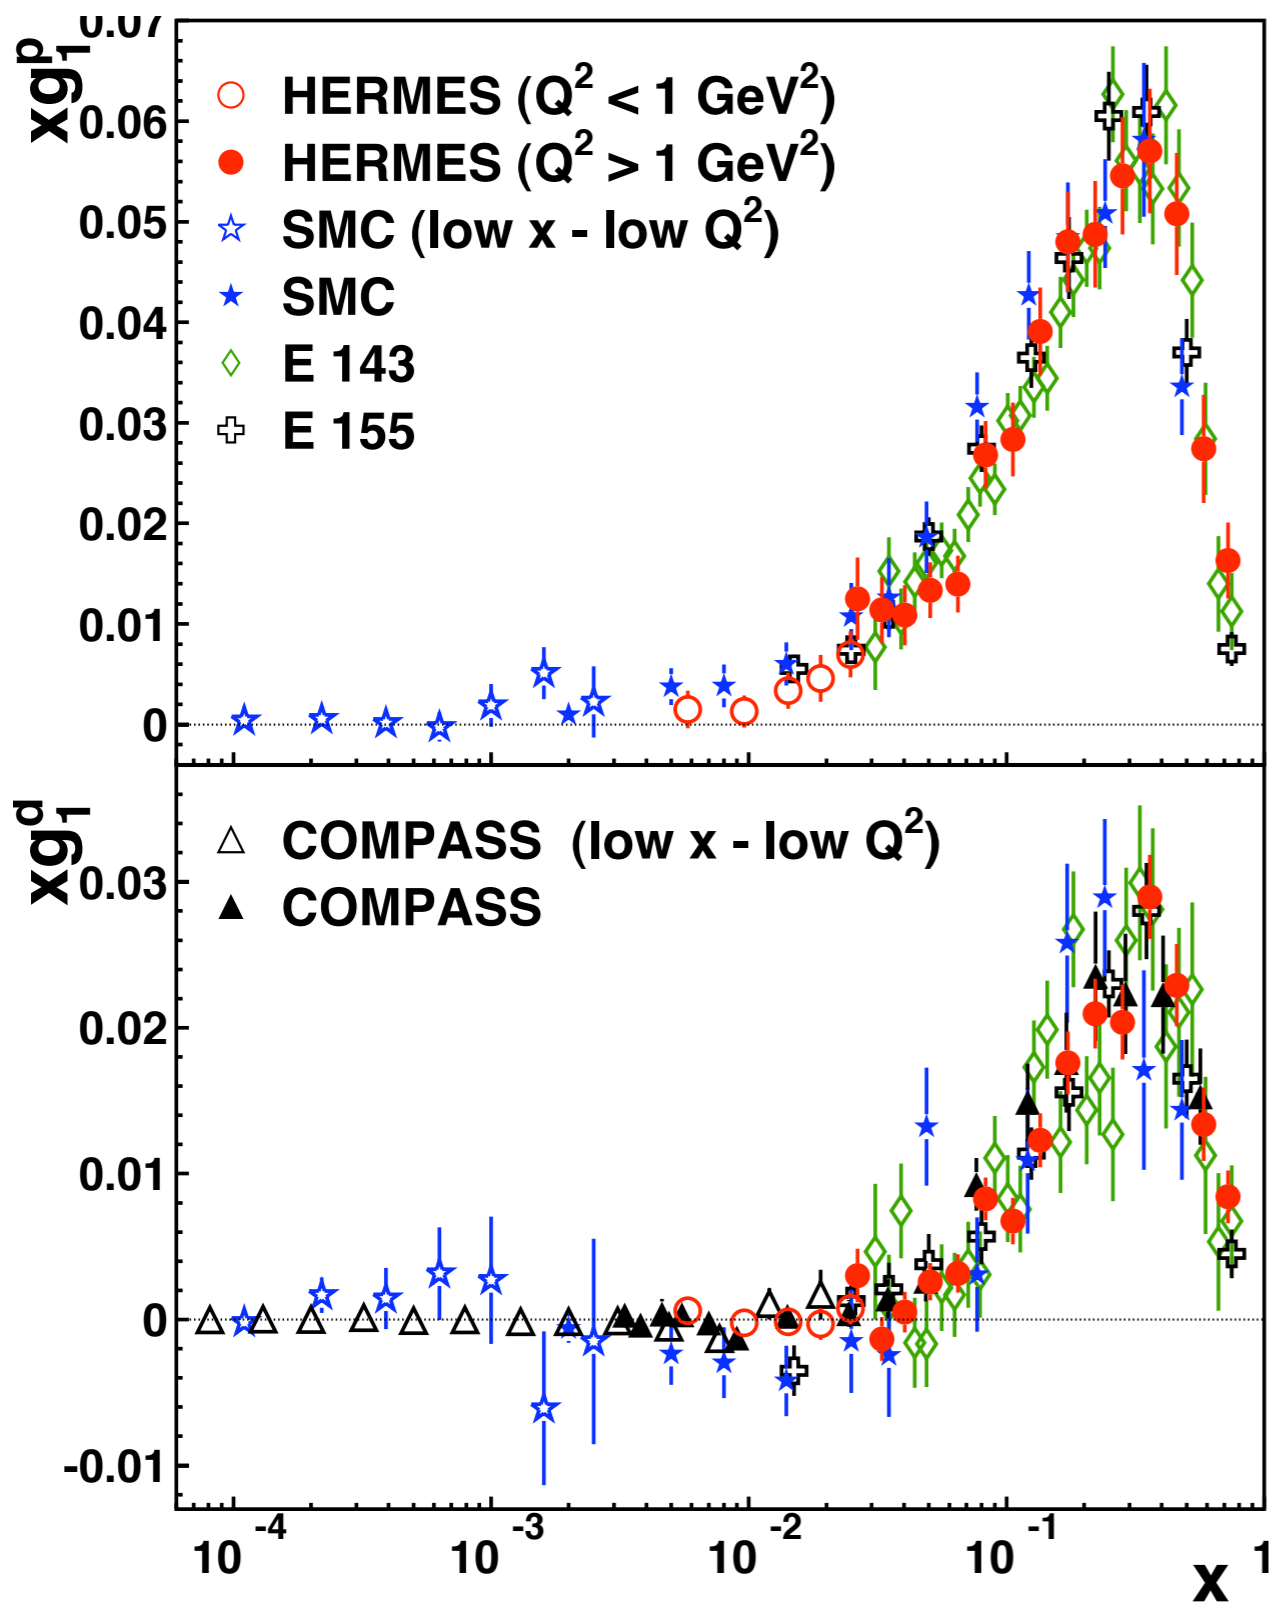 0.07
xg₁ᵖ
HERMES (Q² < 1 GeV²)
0.06
HERMES (Q² > 1 GeV²)
0.05
SMC (low x - low Q²)
SMC
0.04
E 143
0.03
E 155
0.02
0.01
0
xg₁ᵈ
COMPASS (low x - low Q²)
0.03
COMPASS
0.02
0.01
0
-0.01
10⁻⁴ 10⁻³ 10⁻² 10⁻¹ 1
x